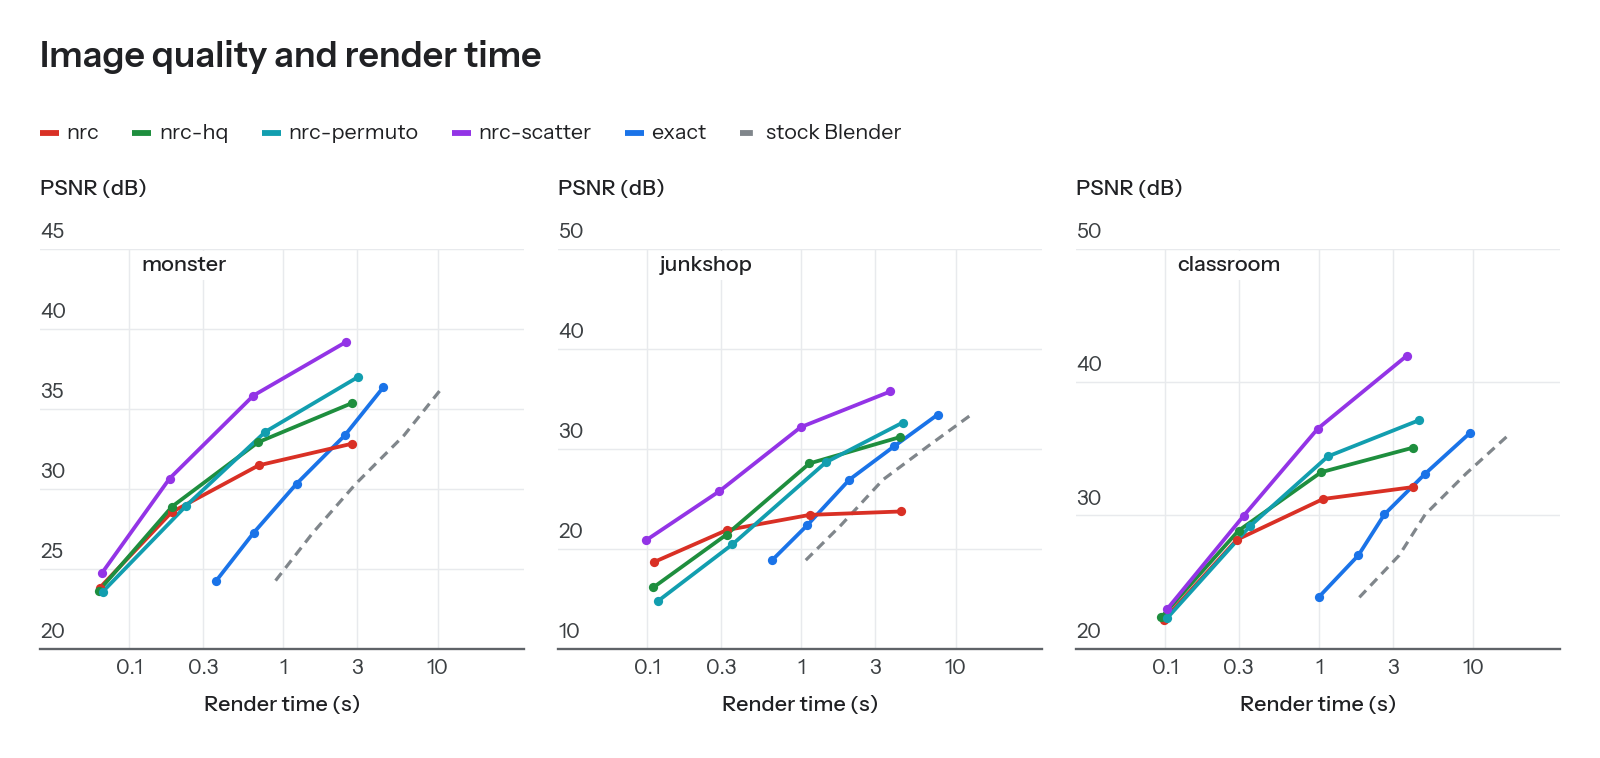 Image quality and render time
nrc nrc-hq nrc-permuto nrc-scatter exact stock Blender
PSNR (dB)
45
monster
40
35
30
25
20
0.1 0.3 1 3 10
Render time (s)
PSNR (dB)
50
junkshop
40
30
20
10
0.1 0.3 1 3 10
Render time (s)
PSNR (dB)
50
classroom
40
30
20
0.1 0.3 1 3 10
Render time (s)